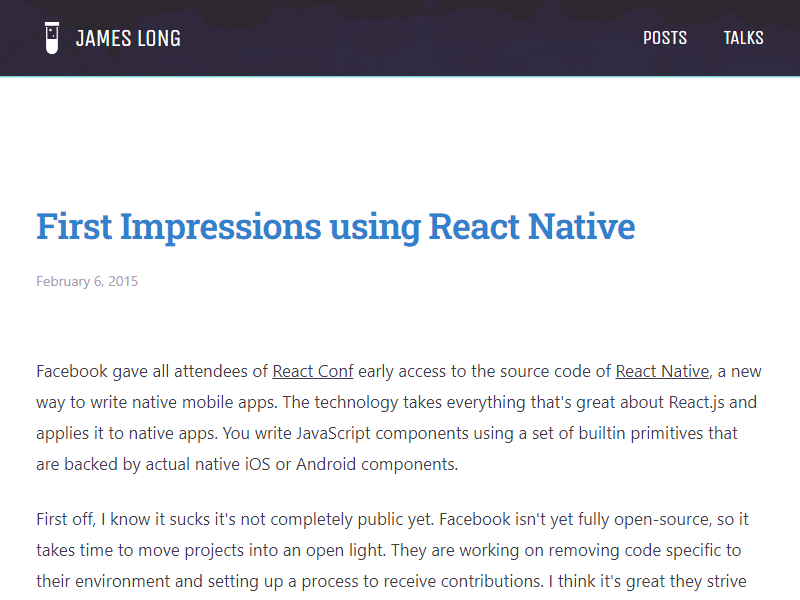 JAMES LONG
POSTS
TALKS
First Impressions using React Native
February 6, 2015
Facebook gave all attendees of React Conf early access to the source code of React Native, a new
way to write native mobile apps. The technology takes everything that's great about React.js and
applies it to native apps. You write JavaScript components using a set of builtin primitives that
are backed by actual native iOS or Android components.
First off, I know it sucks it's not completely public yet. Facebook isn't yet fully open-source, so it
takes time to move projects into an open light. They are working on removing code specific to
their environment and setting up a process to receive contributions. I think it's great they strive